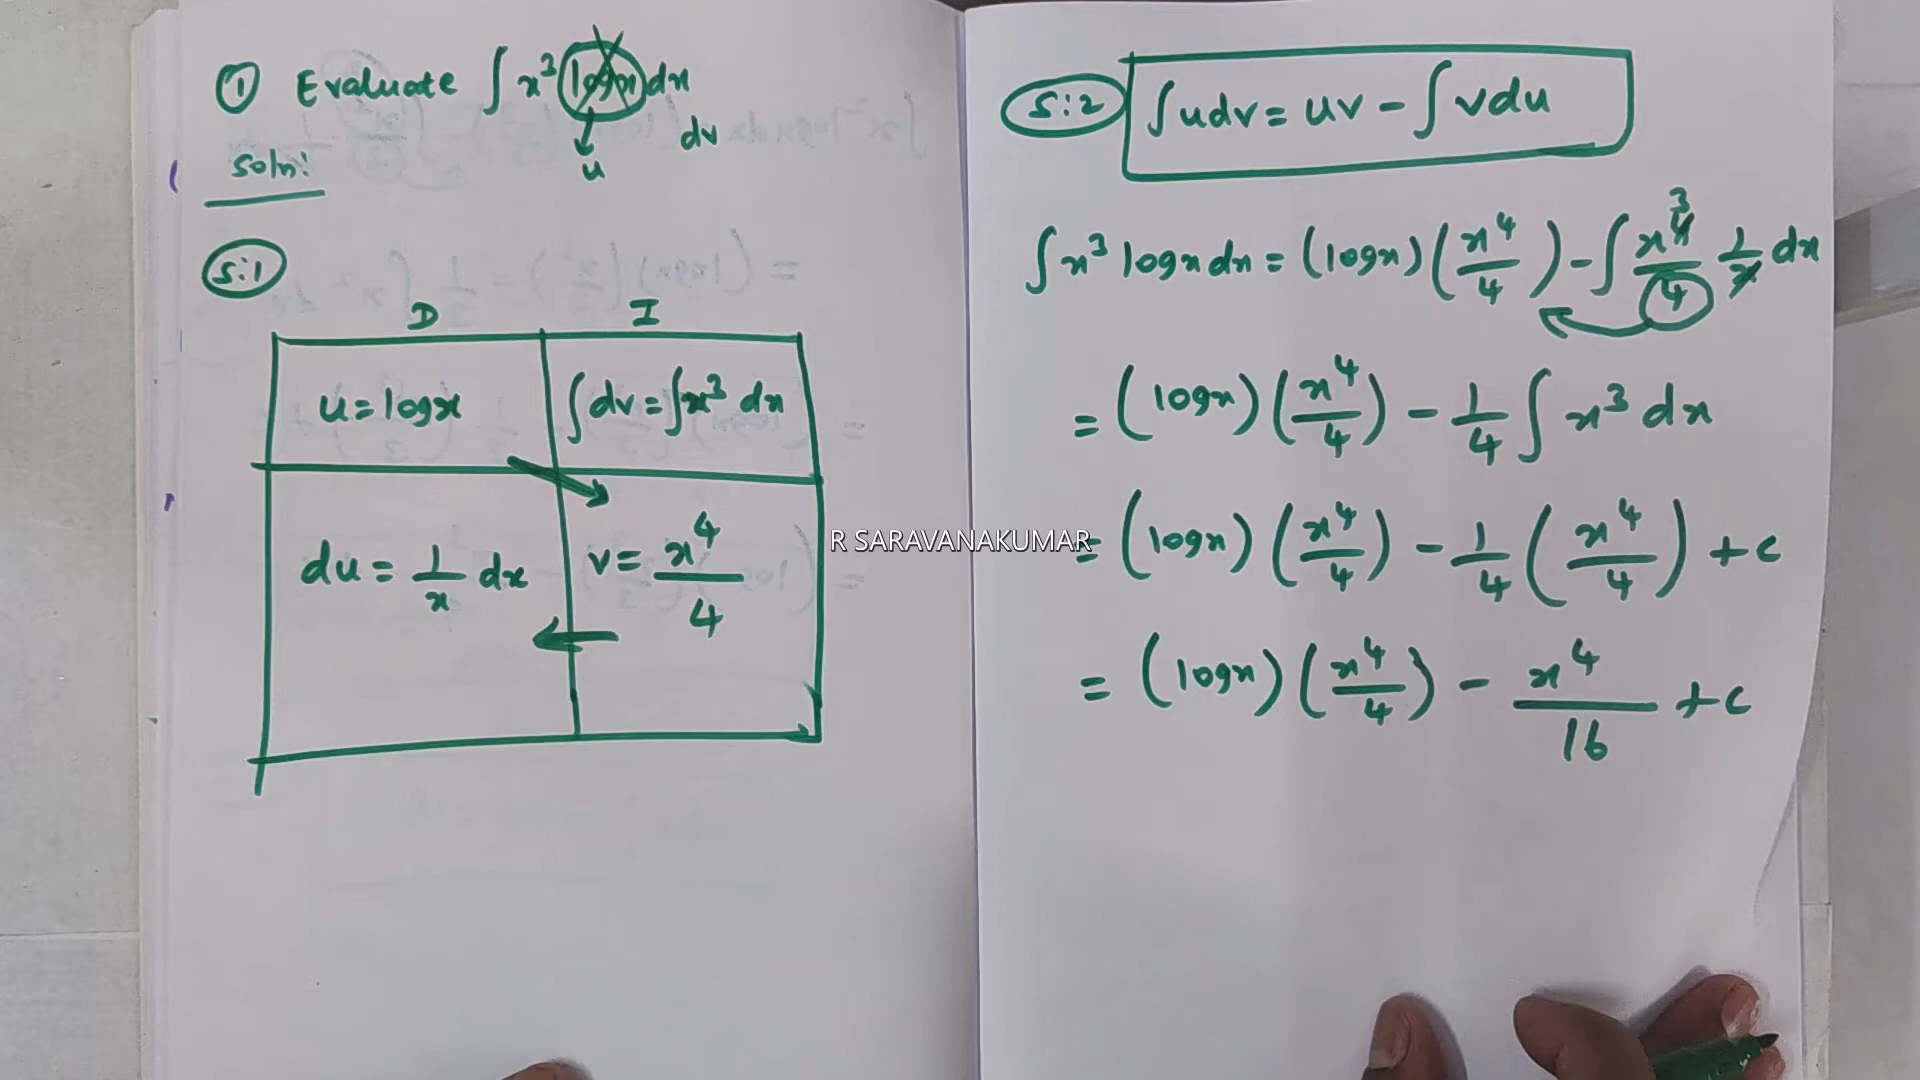 ① Evaluate ∫ x³ logx dx
u
dv
Soln:
S:1
D I
u = logx ∫dv = ∫x³ dx
du = 1/x dx v = x⁴/4
S:2 ∫udv = uv - ∫vdu
∫x³ logx dx = (logx)(x⁴/4) - ∫ x⁴/4 1/x dx
3
= (logx)(x⁴/4) - 1/4 ∫ x³ dx
= (logx)(x⁴/4) - 1/4 (x⁴/4) + c
= (logx)(x⁴/4) - x⁴/16 + c
R SARAVANAKUMAR